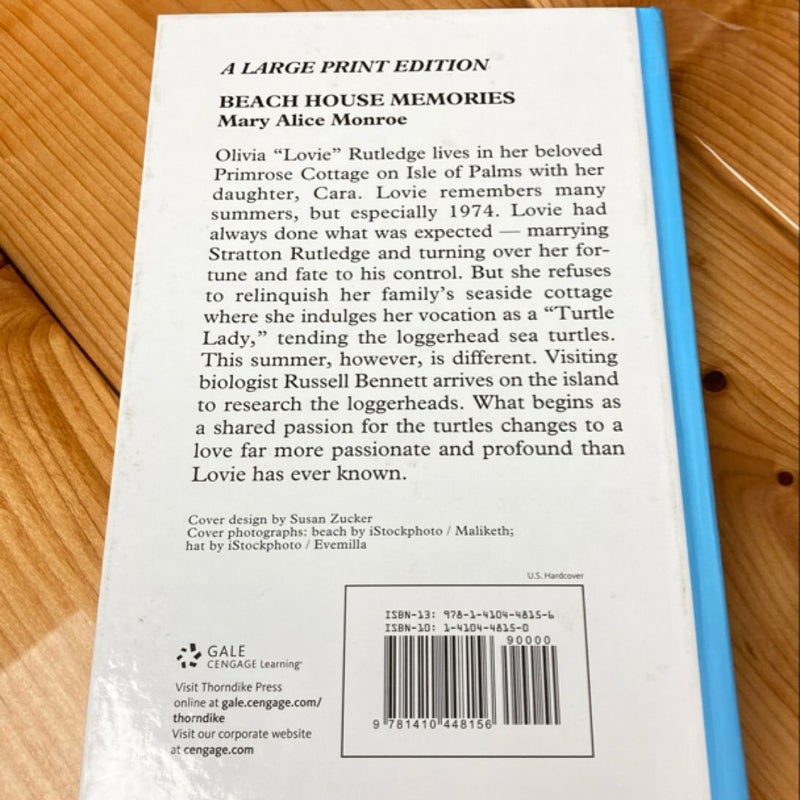 A LARGE PRINT EDITION
BEACH HOUSE MEMORIES
Mary Alice Monroe
Olivia “Lovie” Rutledge lives in her beloved
Primrose Cottage on Isle of Palms with her
daughter, Cara. Lovie remembers many
summers, but especially 1974. Lovie had
always done what was expected — marrying
Stratton Rutledge and turning over her for-
tune and fate to his control. But she refuses
to relinquish her family’s seaside cottage
where she indulges her vocation as a “Turtle
Lady,” tending the loggerhead sea turtles.
This summer, however, is different. Visiting
biologist Russell Bennett arrives on the island
to research the loggerheads. What begins as
a shared passion for the turtles changes to a
love far more passionate and profound than
Lovie has ever known.
Cover design by Susan Zucker
Cover photographs: beach by iStockphoto / Maliketh;
hat by iStockphoto / Evemilla
U.S. Hardcover
ISBN-13: 978-1-4104-4815-6
ISBN-10: 1-4104-4815-0
90000
9 781410 448156
GALE
CENGAGE Learning
Visit Thorndike Press
online at gale.cengage.com/
thorndike
Visit our corporate website
at cengage.com